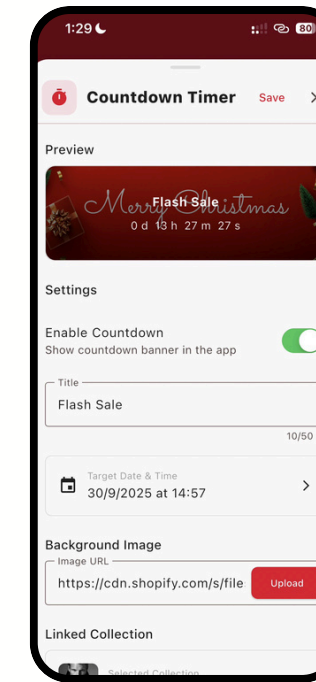 1:29
80
Countdown Timer
Save
Preview
Merry Christmas
Flash Sale
0 d 13 h 27 m 27 s
Settings
Enable Countdown
Show countdown banner in the app
Title
Flash Sale
10/50
Target Date & Time
30/9/2025 at 14:57
Background Image
Image URL
https://cdn.shopify.com/s/file
Upload
Linked Collection
Selected Collection